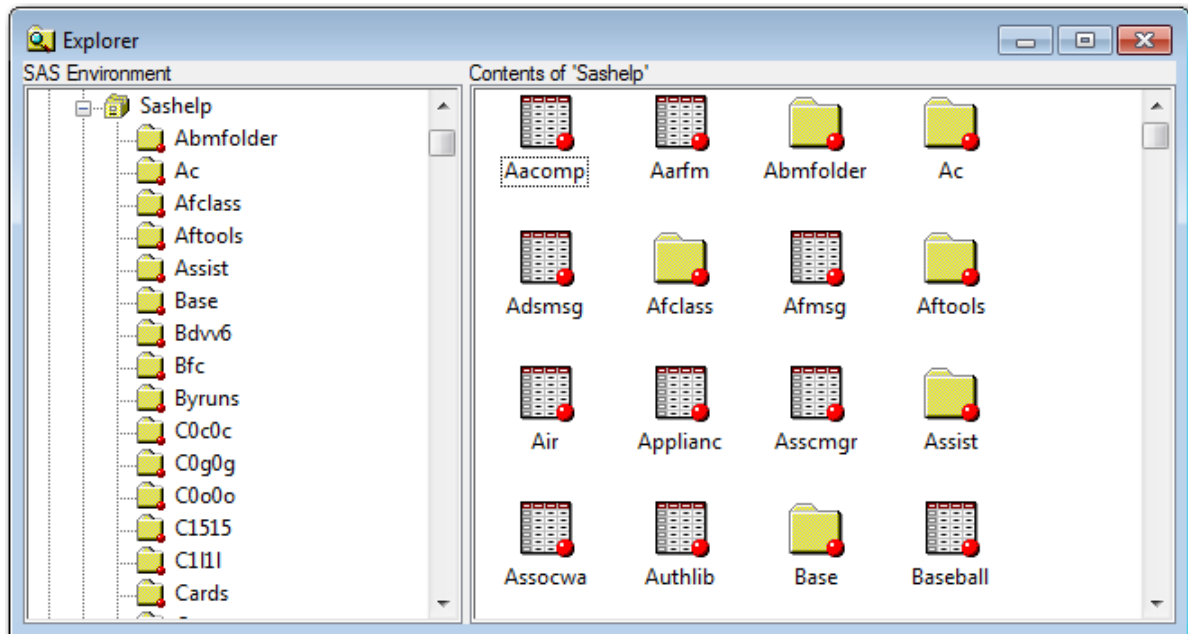 Explorer
SAS Environment
Contents of 'Sashelp'
Sashelp
Abmfolder
Ac
Afclass
Aftools
Assist
Base
Bdvv6
Bfc
Byruns
C0c0c
C0g0g
C0o0o
C1515
C1l1l
Cards
Aacomp Aarfm Abmfolder Ac
Adsmsg Afclass Afmsg Aftools
Air Applianc Asscmgr Assist
Assocwa Authlib Base Baseball